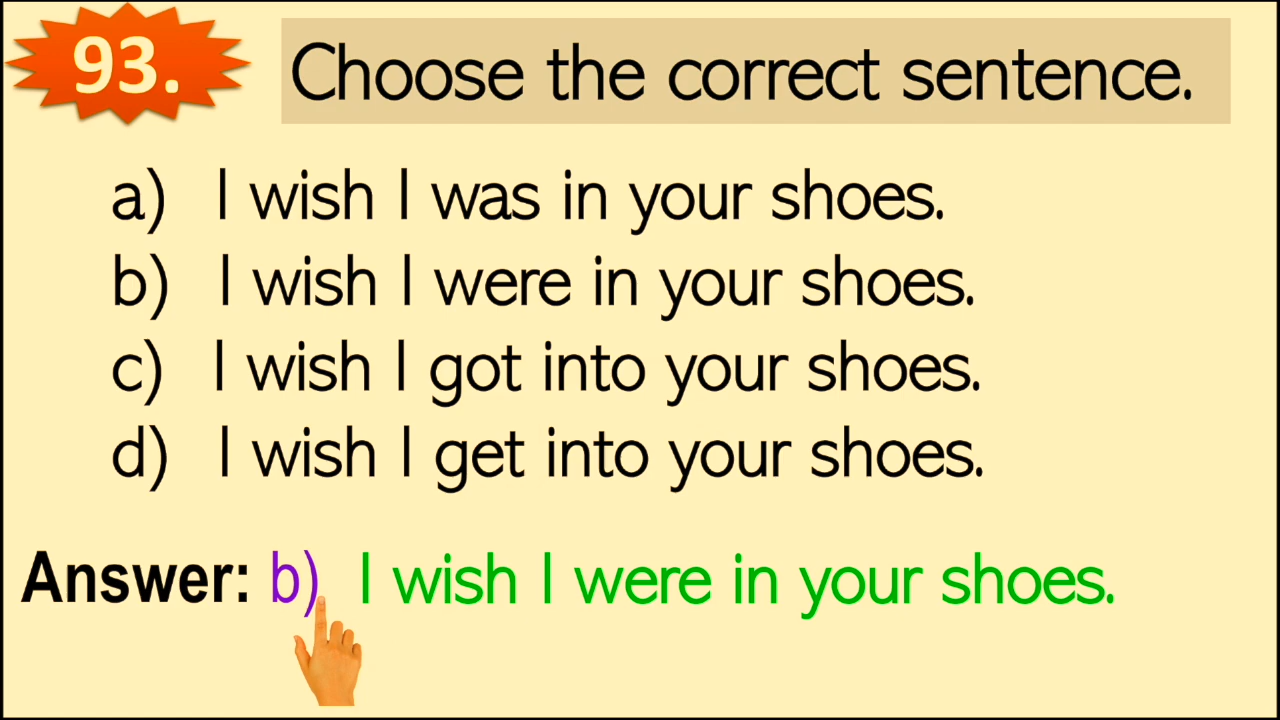 93. Choose the correct sentence.
a) I wish I was in your shoes.
b) I wish I were in your shoes.
c) I wish I got into your shoes.
d) I wish I get into your shoes.
Answer: b) I wish I were in your shoes.